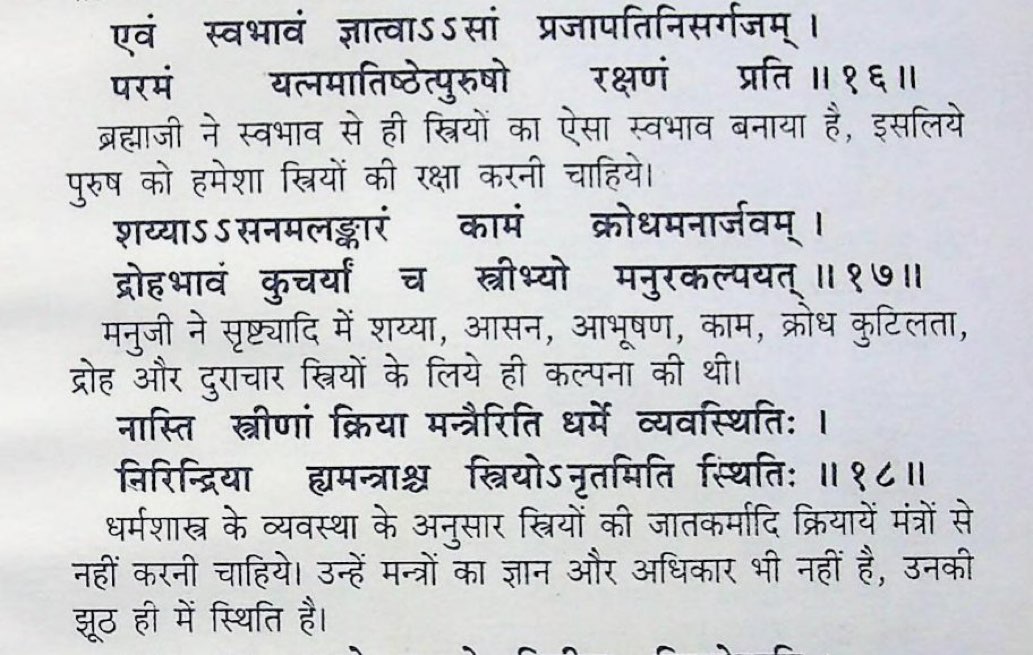 एवं स्वभावं ज्ञात्वाऽऽसां प्रजापतिनिसर्गजम् ।
परमं यत्नमातिष्ठेत्पुरुषो रक्षणं प्रति ॥१६॥
ब्रह्माजी ने स्वभाव से ही स्त्रियों का ऐसा स्वभाव बनाया है, इसलिये
पुरुष को हमेशा स्त्रियों की रक्षा करनी चाहिये।
शय्याऽऽसनमलङ्कारं कामं क्रोधमनार्जवम् ।
द्रोहभावं कुचर्यां च स्त्रीभ्यो मनुरकल्पयत् ॥१७॥
मनुजी ने सृष्ट्यादि में शय्या, आसन, आभूषण, काम, क्रोध कुटिलता,
द्रोह और दुराचार स्त्रियों के लिये ही कल्पना की थी।
नास्ति स्त्रीणां क्रिया मन्त्रैरिति धर्मे व्यवस्थितिः ।
निरिन्द्रिया ह्यमन्त्राश्च स्त्रियोऽनृतमिति स्थितिः ॥१८॥
धर्मशास्त्र के व्यवस्था के अनुसार स्त्रियों की जातकर्मादि क्रियायें मंत्रों से
नहीं करनी चाहिये। उन्हें मन्त्रों का ज्ञान और अधिकार भी नहीं है, उनकी
झूठ ही में स्थिति है।